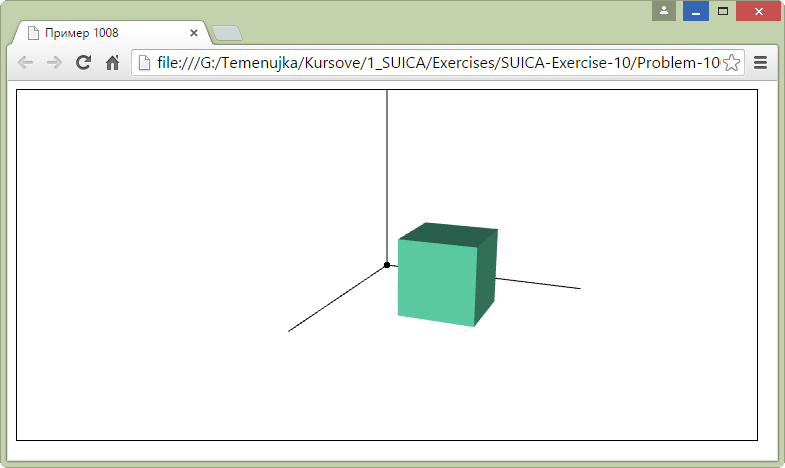 Пример 1008
file:///G:/Temenujka/Kursove/1_SUICA/Exercises/SUICA-Exercise-10/Problem-10